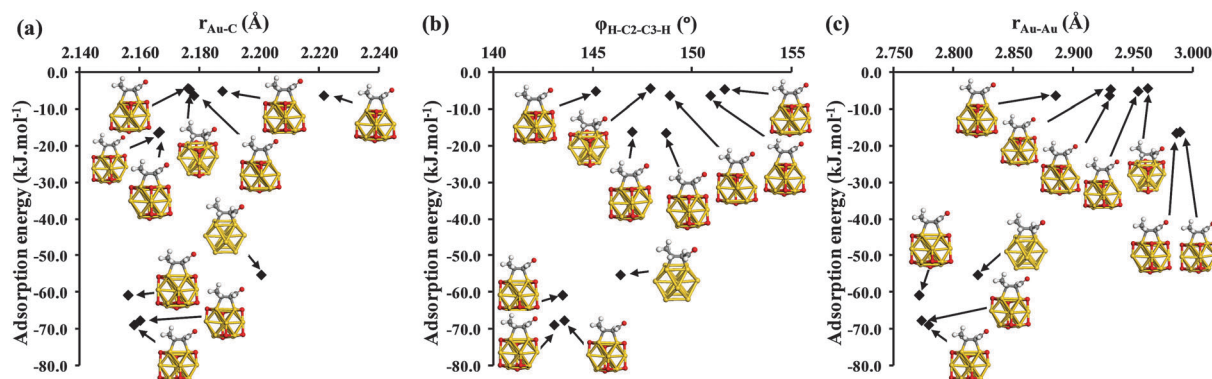 (a)
r Au-C (Å)
2.140 2.160 2.180 2.200 2.220 2.240
Adsorption energy (kJ.mol-1)
0.0
-10.0
-20.0
-30.0
-40.0
-50.0
-60.0
-70.0
-80.0
(b)
φ H-C2-C3-H (°)
140 145 150 155
Adsorption energy (kJ.mol-1)
0.0
-10.0
-20.0
-30.0
-40.0
-50.0
-60.0
-70.0
-80.0
(c)
r Au-Au (Å)
2.750 2.800 2.850 2.900 2.950 3.000
Adsorption energy (kJ.mol-1)
0.0
-10.0
-20.0
-30.0
-40.0
-50.0
-60.0
-70.0
-80.0